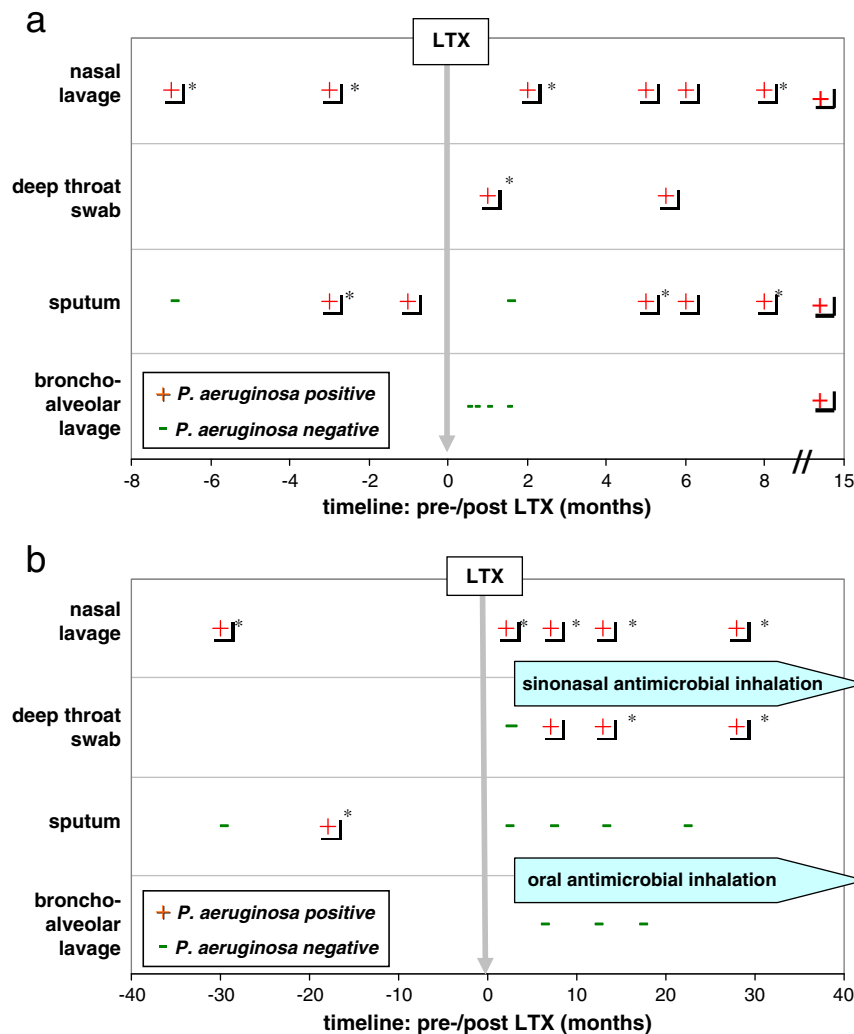 a
LTX
nasal
lavage
*
*
*
*
deep throat
swab
*
sputum
*
*
*
broncho-
alveolar
lavage
+ P. aeruginosa positive
- P. aeruginosa negative
-8 -6 -4 -2 0 2 4 6 8 // 15
timeline: pre-/post LTX (months)
b
LTX
nasal
lavage
* * * * *
sinonasal antimicrobial inhalation
deep throat
swab
* *
sputum
*
oral antimicrobial inhalation
broncho-
alveolar
lavage
+ P. aeruginosa positive
- P. aeruginosa negative
-40 -30 -20 -10 0 10 20 30 40
timeline: pre-/post LTX (months)